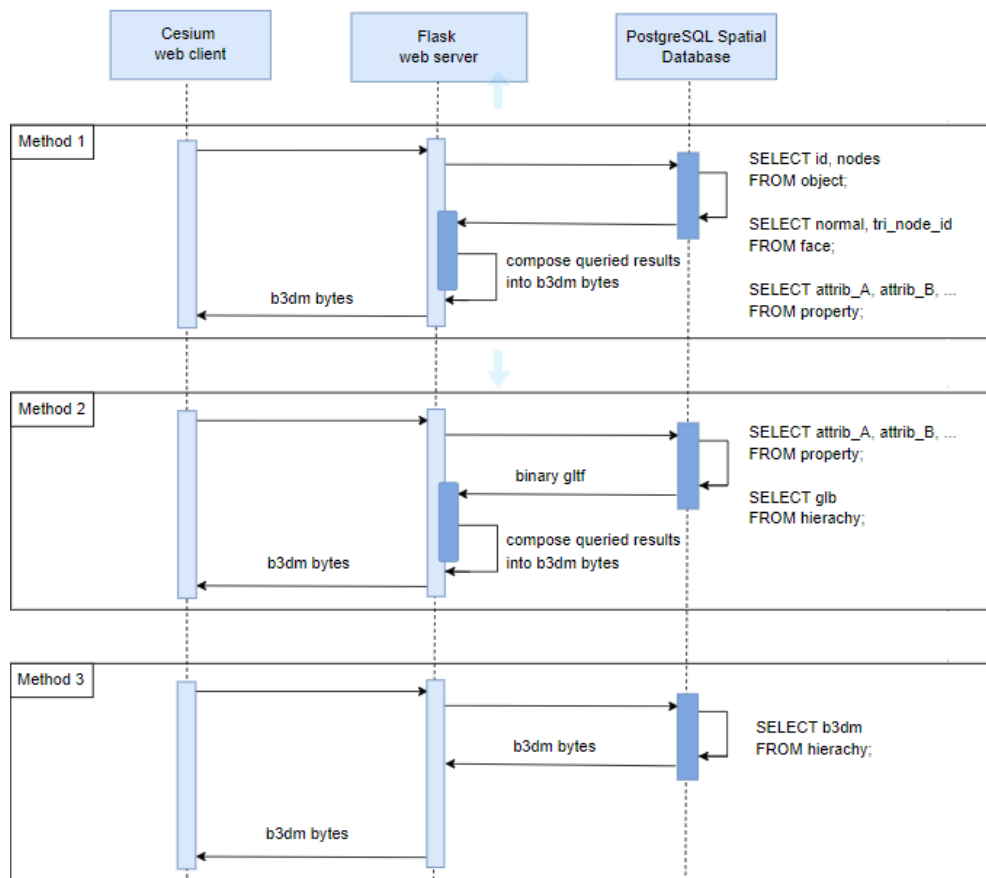 Cesium
web client
Flask
web server
PostgreSQL Spatial
Database
Method 1
SELECT id, nodes
FROM object;
SELECT normal, tri_node_id
FROM face;
compose queried results
into b3dm bytes
SELECT attrib_A, attrib_B, ...
FROM property;
b3dm bytes
Method 2
SELECT attrib_A, attrib_B, ...
FROM property;
binary gltf
SELECT glb
FROM hierachy;
compose queried results
into b3dm bytes
b3dm bytes
Method 3
SELECT b3dm
FROM hierachy;
b3dm bytes
b3dm bytes